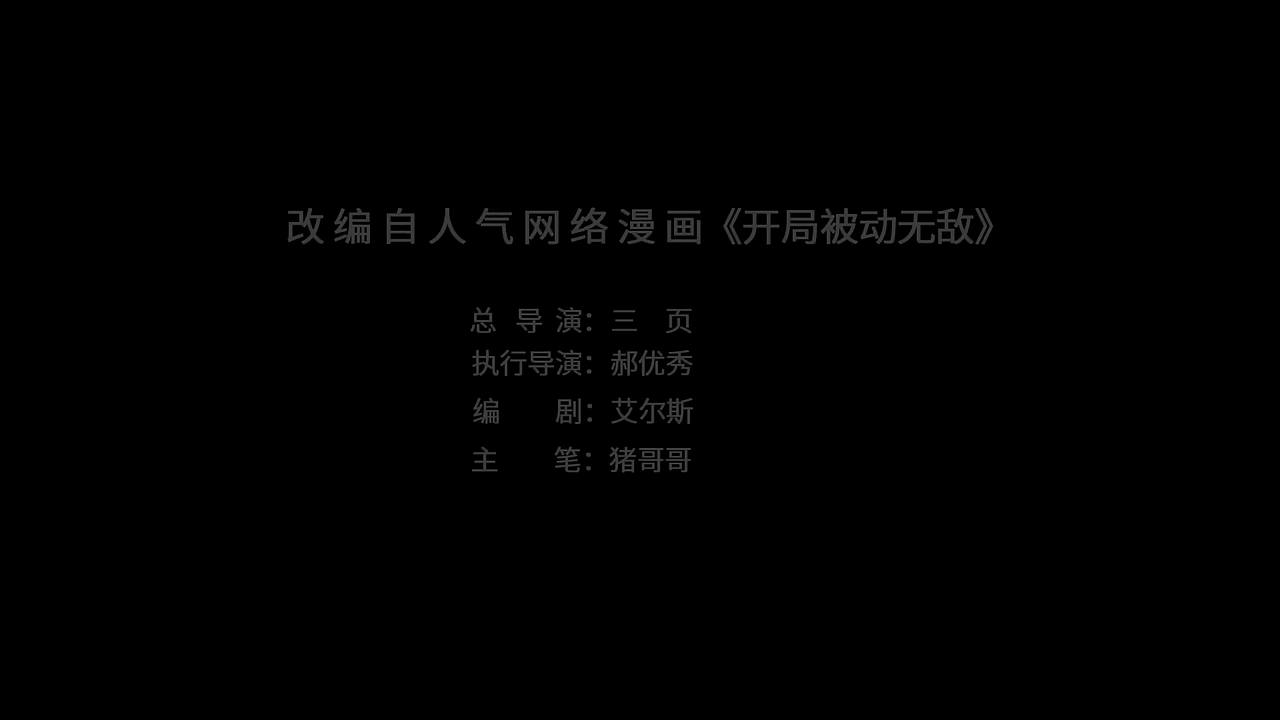 改编自人气网络漫画《开局被动无敌》
总导演：三 页
执行导演：郝优秀
编 剧：艾尔斯
主 笔：猪哥哥